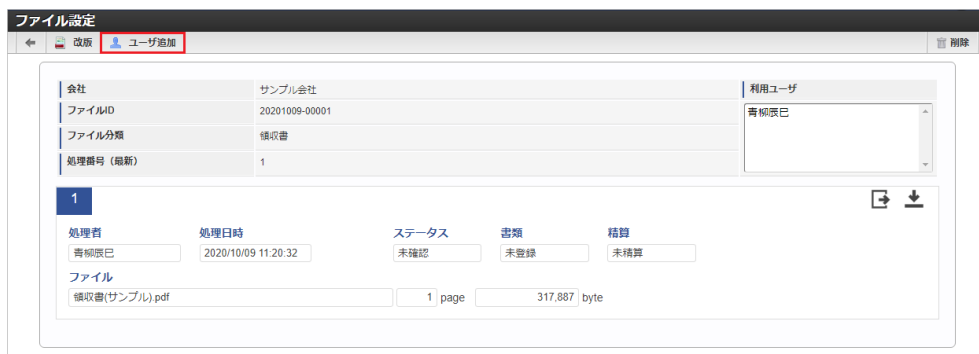 ファイル設定
改版 ユーザ追加 削除
会社 サンプル会社 利用ユーザ
ファイルID 20201009-00001 青柳辰巳
ファイル分類 領収書
処理番号（最新） 1
1
処理者 処理日時 ステータス 書類 精算
青柳辰巳 2020/10/09 11:20:32 未確認 未登録 未精算
ファイル
領収書(サンプル).pdf 1 page 317,887 byte